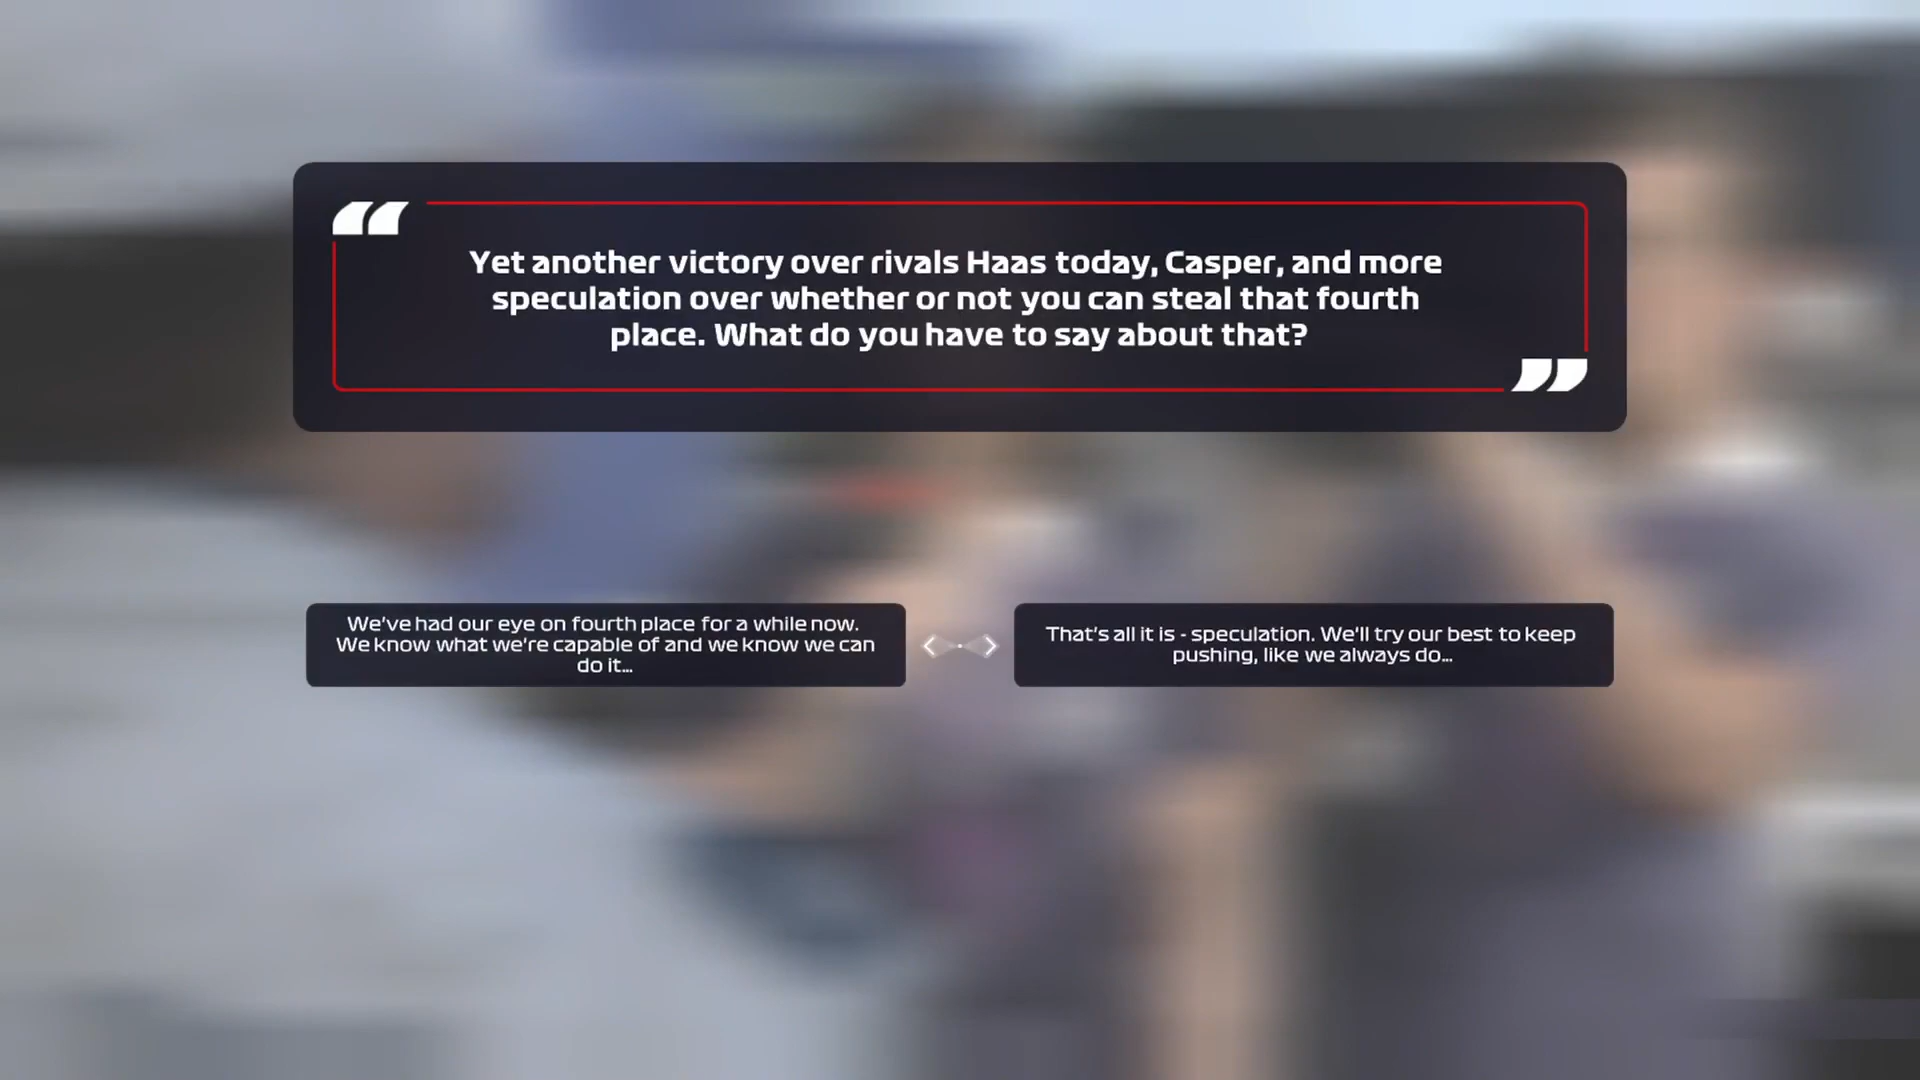 Yet another victory over rivals Haas today, Casper, and more
speculation over whether or not you can steal that fourth
place. What do you have to say about that?
We've had our eye on fourth place for a while now.
We know what we're capable of and we know we can
do it...
That's all it is - speculation. We'll try our best to keep
pushing, like we always do...